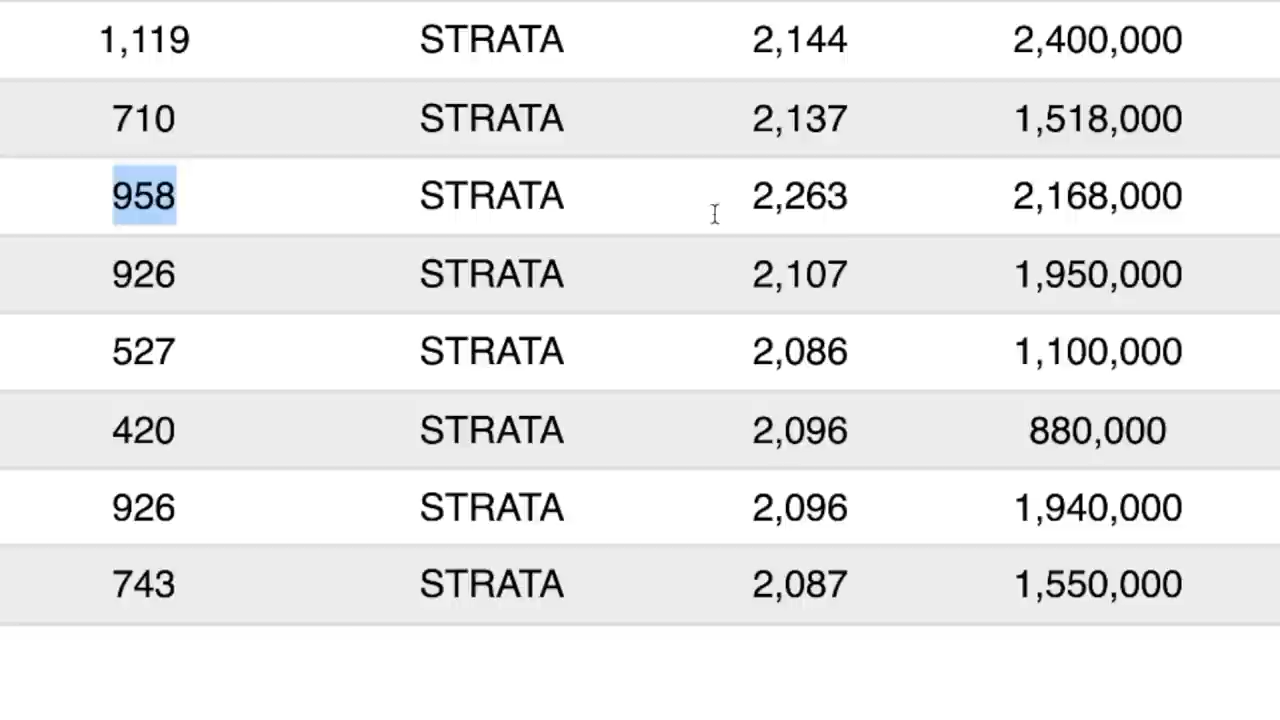 1,119 STRATA 2,144 2,400,000
710 STRATA 2,137 1,518,000
958 STRATA 2,263 2,168,000
926 STRATA 2,107 1,950,000
527 STRATA 2,086 1,100,000
420 STRATA 2,096 880,000
926 STRATA 2,096 1,940,000
743 STRATA 2,087 1,550,000